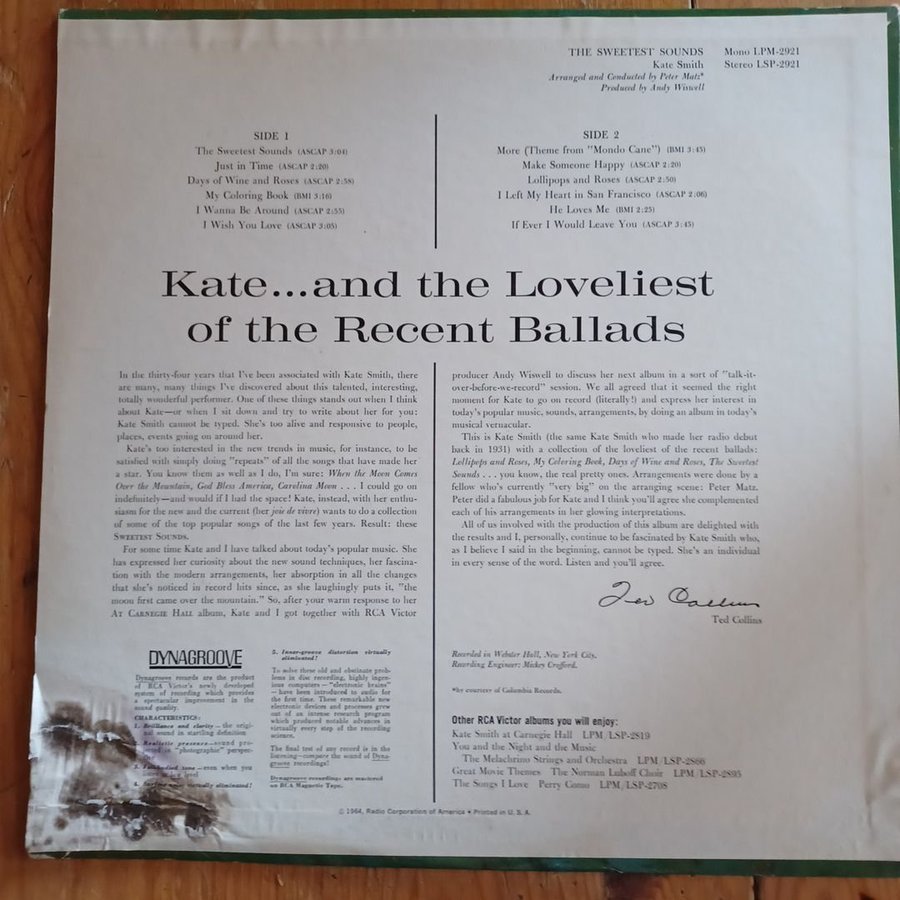 THE SWEETEST SOUNDS Mono LPM-2921
Kate Smith Stereo LSP-2921
Arranged and Conducted by Peter Matz*
Produced by Andy Wiswell
SIDE 1
The Sweetest Sounds (ASCAP 3:04)
Just in Time (ASCAP 2:20)
Days of Wine and Roses (ASCAP 2:58)
My Coloring Book (BMI 3:16)
I Wanna Be Around (ASCAP 2:55)
I Wish You Love (ASCAP 3:05)
SIDE 2
More (Theme from "Mondo Cane") (BMI 3:45)
Make Someone Happy (ASCAP 2:20)
Lollipops and Roses (ASCAP 2:50)
I Left My Heart in San Francisco (ASCAP 2:06)
He Loves Me (BMI 2:25)
If Ever I Would Leave You (ASCAP 3:45)
Kate...and the Loveliest
of the Recent Ballads
In the thirty-four years that I've been associated with Kate Smith, there
are many, many things I've discovered about this talented, interesting,
totally wonderful performer. One of these things stands out when I think
about Kate—or when I sit down and try to write about her for you:
Kate Smith cannot be typed. She's too alive and responsive to people,
places, events going on around her.
Kate's too interested in the new trends in music, for instance, to be
satisfied with simply doing "repeats" of all the songs that have made her
a star. You know them as well as I do, I'm sure: When the Moon Comes
Over the Mountain, God Bless America, Carolina Moon . . . I could go on
indefinitely—and would if I had the space! Kate, instead, with her enthu-
siasm for the new and the current (her joie de vivre) wants to do a collection
of some of the top popular songs of the last few years. Result: these
SWEETEST SOUNDS.
For some time Kate and I have talked about today's popular music. She
has expressed her curiosity about the new sound techniques, her fascina-
tion with the modern arrangements, her absorption in all the changes
that she's noticed in record hits since, as she laughingly puts it, "the
moon first came over the mountain." So, after your warm response to her
AT CARNEGIE HALL album, Kate and I got together with RCA Victor
producer Andy Wiswell to discuss her next album in a sort of "talk-it-
over-before-we-record" session. We all agreed that it seemed the right
moment for Kate to go on record (literally!) and express her interest in
today's popular music, sounds, arrangements, by doing an album in today's
musical vernacular.
This is Kate Smith (the same Kate Smith who made her radio debut
back in 1931) with a collection of the loveliest of the recent ballads:
Lollipops and Roses, My Coloring Book, Days of Wine and Roses, The Sweetest
Sounds . . . you know, the real pretty ones. Arrangements were done by a
fellow who's currently "very big" on the arranging scene: Peter Matz.
Peter did a fabulous job for Kate and I think you'll agree she complemented
each of his arrangements in her glowing interpretations.
All of us involved with the production of this album are delighted with
the results and I, personally, continue to be fascinated by Kate Smith who,
as I believe I said in the beginning, cannot be typed. She's an individual
in every sense of the word. Listen and you'll agree.
Ted Collins
Ted Collins
DYNAGROOVE
Dynagroove records are the product
of RCA Victor's newly developed
system of recording which provides
a spectacular improvement in the
sound quality.
CHARACTERISTICS:
1. Brilliance and clarity—the origi-
nal sound in startling definition
2. Realistic presence—sound pro-
jected in "photographic" perspec-
3. Full-bodied tone—even when you
level
4. Surface virtually eliminated!
5. Inner-groove distortion virtually
eliminated!
To solve these old and obstinate prob-
lems in disc recording, highly ingen-
ious computers—"electronic brains"
—have been introduced to audio for
the first time. These remarkable new
electronic devices and processes grew
out of an intense research program
which produced notable advances in
virtually every step of the recording
science.
The final test of any record is in the
listening—compare the sound of Dyna-
groove recordings!
Dynagroove recordings are mastered
on RCA Magnetic Tape.
Recorded in Webster Hall, New York City.
Recording Engineer: Mickey Crofford.
*by courtesy of Columbia Records.
Other RCA Victor albums you will enjoy:
Kate Smith at Carnegie Hall LPM/LSP-2819
You and the Night and the Music
The Melachrino Strings and Orchestra LPM/LSP-2866
Great Movie Themes The Norman Luboff Choir LPM/LSP-2895
The Songs I Love Perry Como LPM/LSP-2708
© 1964, Radio Corporation of America • Printed in U. S. A.